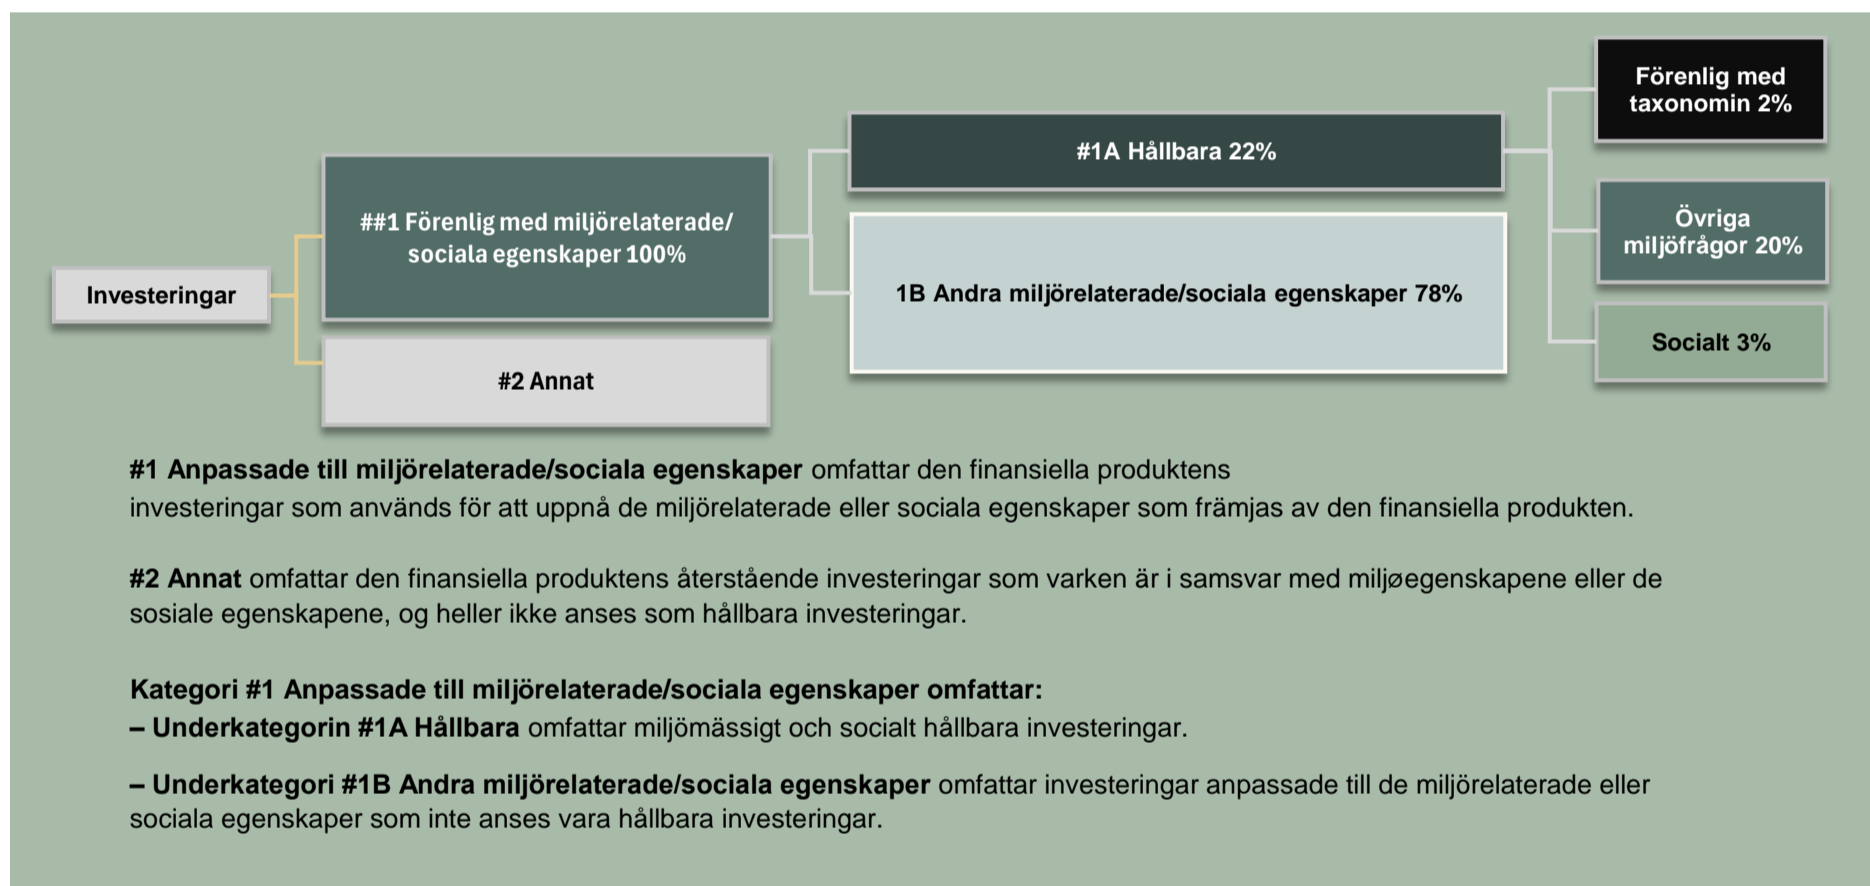 Investeringar
##1 Förenlig med miljörelaterade/
sociala egenskaper 100%
#2 Annat
#1A Hållbara 22%
1B Andra miljörelaterade/sociala egenskaper 78%
Förenlig med
taxonomin 2%
Övriga
miljöfrågor 20%
Socialt 3%
#1 Anpassade till miljörelaterade/sociala egenskaper omfattar den finansiella produktens
investeringar som används för att uppnå de miljörelaterade eller sociala egenskaper som främjas av den finansiella produkten.
#2 Annat omfattar den finansiella produktens återstående investeringar som varken är i samsvar med miljøegenskapene eller de
sosiale egenskapene, og heller ikke anses som hållbara investeringar.
Kategori #1 Anpassade till miljörelaterade/sociala egenskaper omfattar:
– Underkategorin #1A Hållbara omfattar miljömässigt och socialt hållbara investeringar.
– Underkategori #1B Andra miljörelaterade/sociala egenskaper omfattar investeringar anpassade till de miljörelaterade eller
sociala egenskaper som inte anses vara hållbara investeringar.